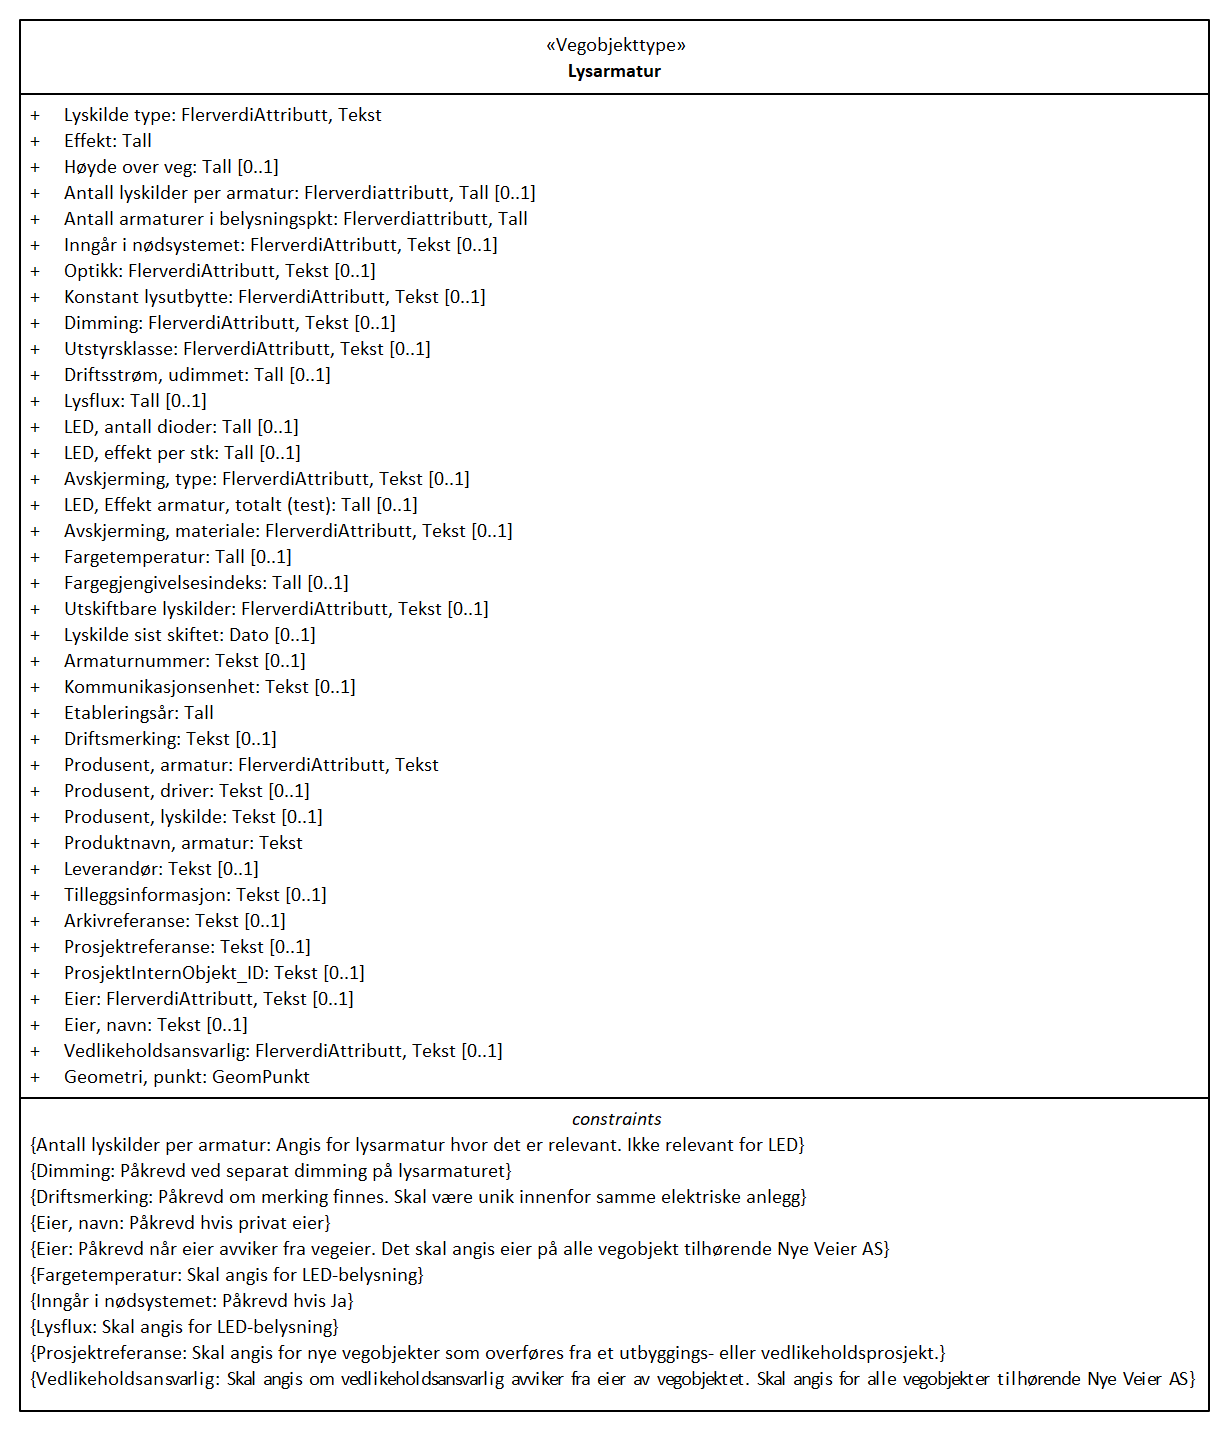 «Vegobjekttype»
Lysarmatur
+ Lyskilde type: FlerverdiAttributt, Tekst
+ Effekt: Tall
+ Høyde over veg: Tall [0..1]
+ Antall lyskilder per armatur: Flerverdiattributt, Tall [0..1]
+ Antall armaturer i belysningspkt: Flerverdiattributt, Tall
+ Inngår i nødsystemet: FlerverdiAttributt, Tekst [0..1]
+ Optikk: FlerverdiAttributt, Tekst [0..1]
+ Konstant lysutbytte: FlerverdiAttributt, Tekst [0..1]
+ Dimming: FlerverdiAttributt, Tekst [0..1]
+ Utstyrsklasse: FlerverdiAttributt, Tekst [0..1]
+ Driftsstrøm, udimmet: Tall [0..1]
+ Lysflux: Tall [0..1]
+ LED, antall dioder: Tall [0..1]
+ LED, effekt per stk: Tall [0..1]
+ Avskjerming, type: FlerverdiAttributt, Tekst [0..1]
+ LED, Effekt armatur, totalt (test): Tall [0..1]
+ Avskjerming, materiale: FlerverdiAttributt, Tekst [0..1]
+ Fargetemperatur: Tall [0..1]
+ Fargegjengivelsesindeks: Tall [0..1]
+ Utskiftbare lyskilder: FlerverdiAttributt, Tekst [0..1]
+ Lyskilde sist skiftet: Dato [0..1]
+ Armaturnummer: Tekst [0..1]
+ Kommunikasjonsenhet: Tekst [0..1]
+ Etableringsår: Tall
+ Driftsmerking: Tekst [0..1]
+ Produsent, armatur: FlerverdiAttributt, Tekst
+ Produsent, driver: Tekst [0..1]
+ Produsent, lyskilde: Tekst [0..1]
+ Produktnavn, armatur: Tekst
+ Leverandør: Tekst [0..1]
+ Tilleggsinformasjon: Tekst [0..1]
+ Arkivreferanse: Tekst [0..1]
+ Prosjektreferanse: Tekst [0..1]
+ ProsjektInternObjekt_ID: Tekst [0..1]
+ Eier: FlerverdiAttributt, Tekst [0..1]
+ Eier, navn: Tekst [0..1]
+ Vedlikeholdsansvarlig: FlerverdiAttributt, Tekst [0..1]
+ Geometri, punkt: GeomPunkt
constraints
{Antall lyskilder per armatur: Angis for lysarmatur hvor det er relevant. Ikke relevant for LED}
{Dimming: Påkrevd ved separat dimming på lysarmaturet}
{Driftsmerking: Påkrevd om merking finnes. Skal være unik innenfor samme elektriske anlegg}
{Eier, navn: Påkrevd hvis privat eier}
{Eier: Påkrevd når eier avviker fra vegeier. Det skal angis eier på alle vegobjekt tilhørende Nye Veier AS}
{Fargetemperatur: Skal angis for LED-belysning}
{Inngår i nødsystemet: Påkrevd hvis Ja}
{Lysflux: Skal angis for LED-belysning}
{Prosjektreferanse: Skal angis for nye vegobjekter som overføres fra et utbyggings- eller vedlikeholdsprosjekt.}
{Vedlikeholdsansvarlig: Skal angis om vedlikeholdsansvarlig avviker fra eier av vegobjektet. Skal angis for alle vegobjekter tilhørende Nye Veier AS}